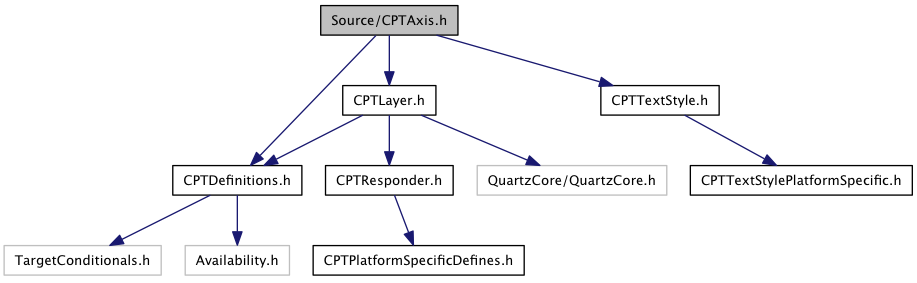 Source/CPTAxis.h
CPTLayer.h
CPTTextStyle.h
CPTDefinitions.h
CPTResponder.h
QuartzCore/QuartzCore.h
CPTTextStylePlatformSpecific.h
TargetConditionals.h
Availability.h
CPTPlatformSpecificDefines.h